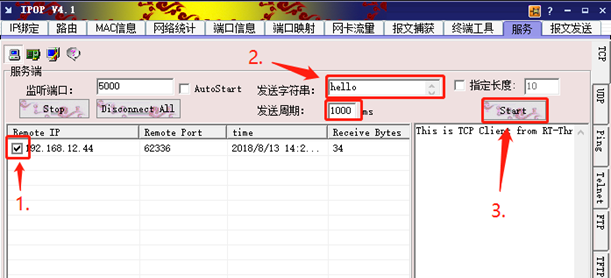 IPOP V4.1
IP绑定 路由 MAC信息 网络统计 端口信息 端口映射 网卡流量 报文捕获 终端工具 服务 报文发送
服务端
监听端口: 5000 AutoStart 发送字符串: hello 指定长度: 10
Stop Disconnect All 发送周期: 1000 ms Start
Remote IP Remote Port time Receive Bytes
192.168.12.44 62336 2018/8/13 14:2... 34
This is TCP Client from RT-Thr
1.
2.
3.
TCP
UDP
Ping
Telnet
FTP
TFTP